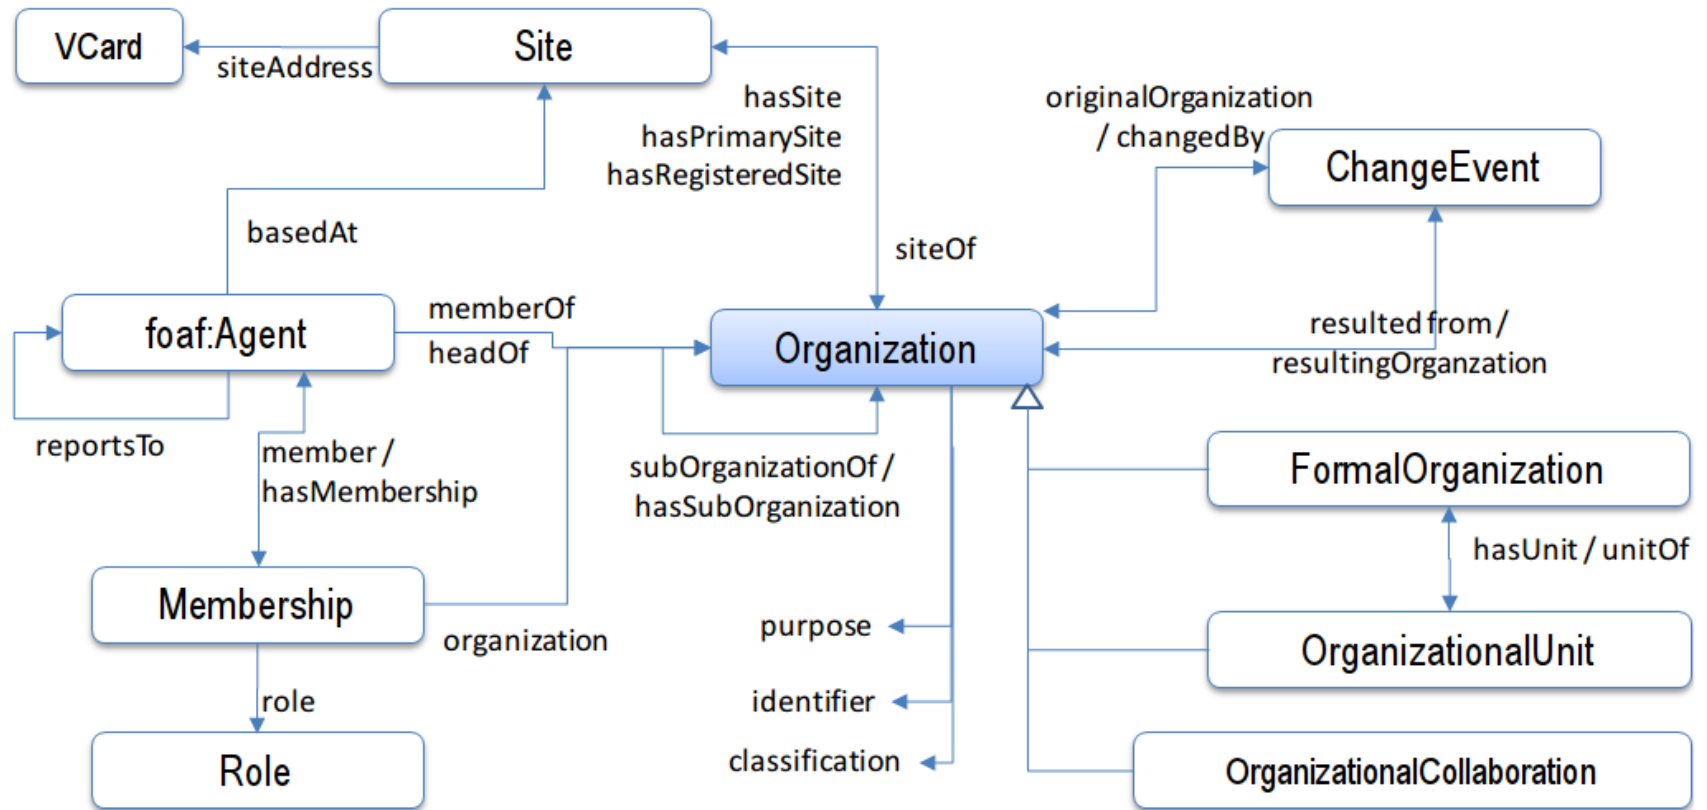 VCard
siteAddress
Site
hasSite
hasPrimarySite
hasRegisteredSite
siteOf
originalOrganization
/ changedBy
ChangeEvent
basedAt
foaf:Agent
memberOf
headOf
Organization
resulted from /
resultingOrganzation
reportsTo
member /
hasMembership
subOrganizationOf /
hasSubOrganization
FormalOrganization
hasUnit / unitOf
Membership
organization
purpose
OrganizationalUnit
identifier
role
classification
Role
OrganizationalCollaboration